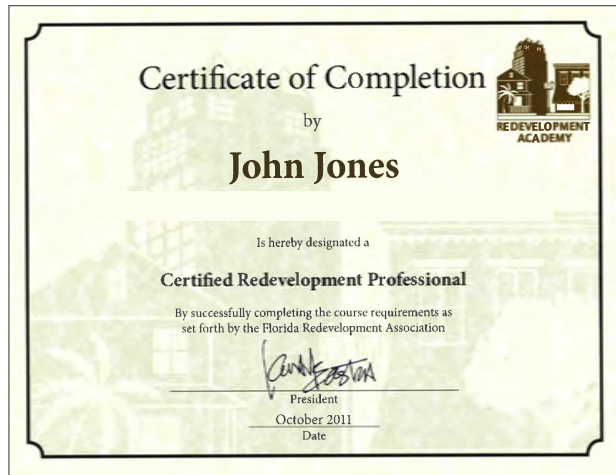 Certificate of Completion
REDEVELOPMENT
ACADEMY
by
John Jones
Is hereby designated a
Certified Redevelopment Professional
By successfully completing the course requirements as
set forth by the Florida Redevelopment Association
President
October 2011
Date